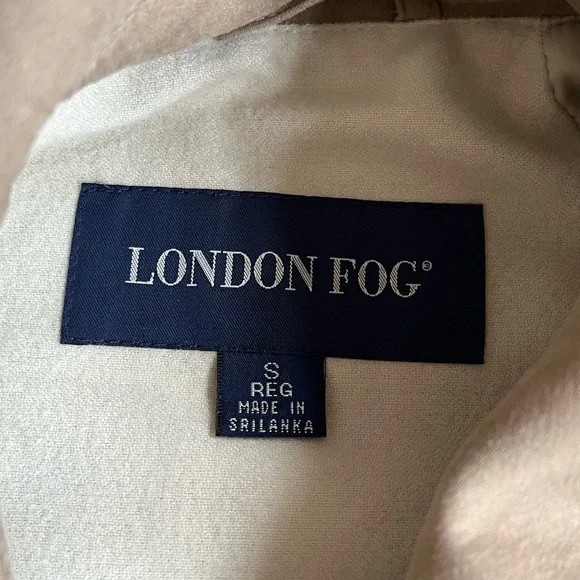 LONDON FOG®
S
REG
MADE IN
SRILANKA